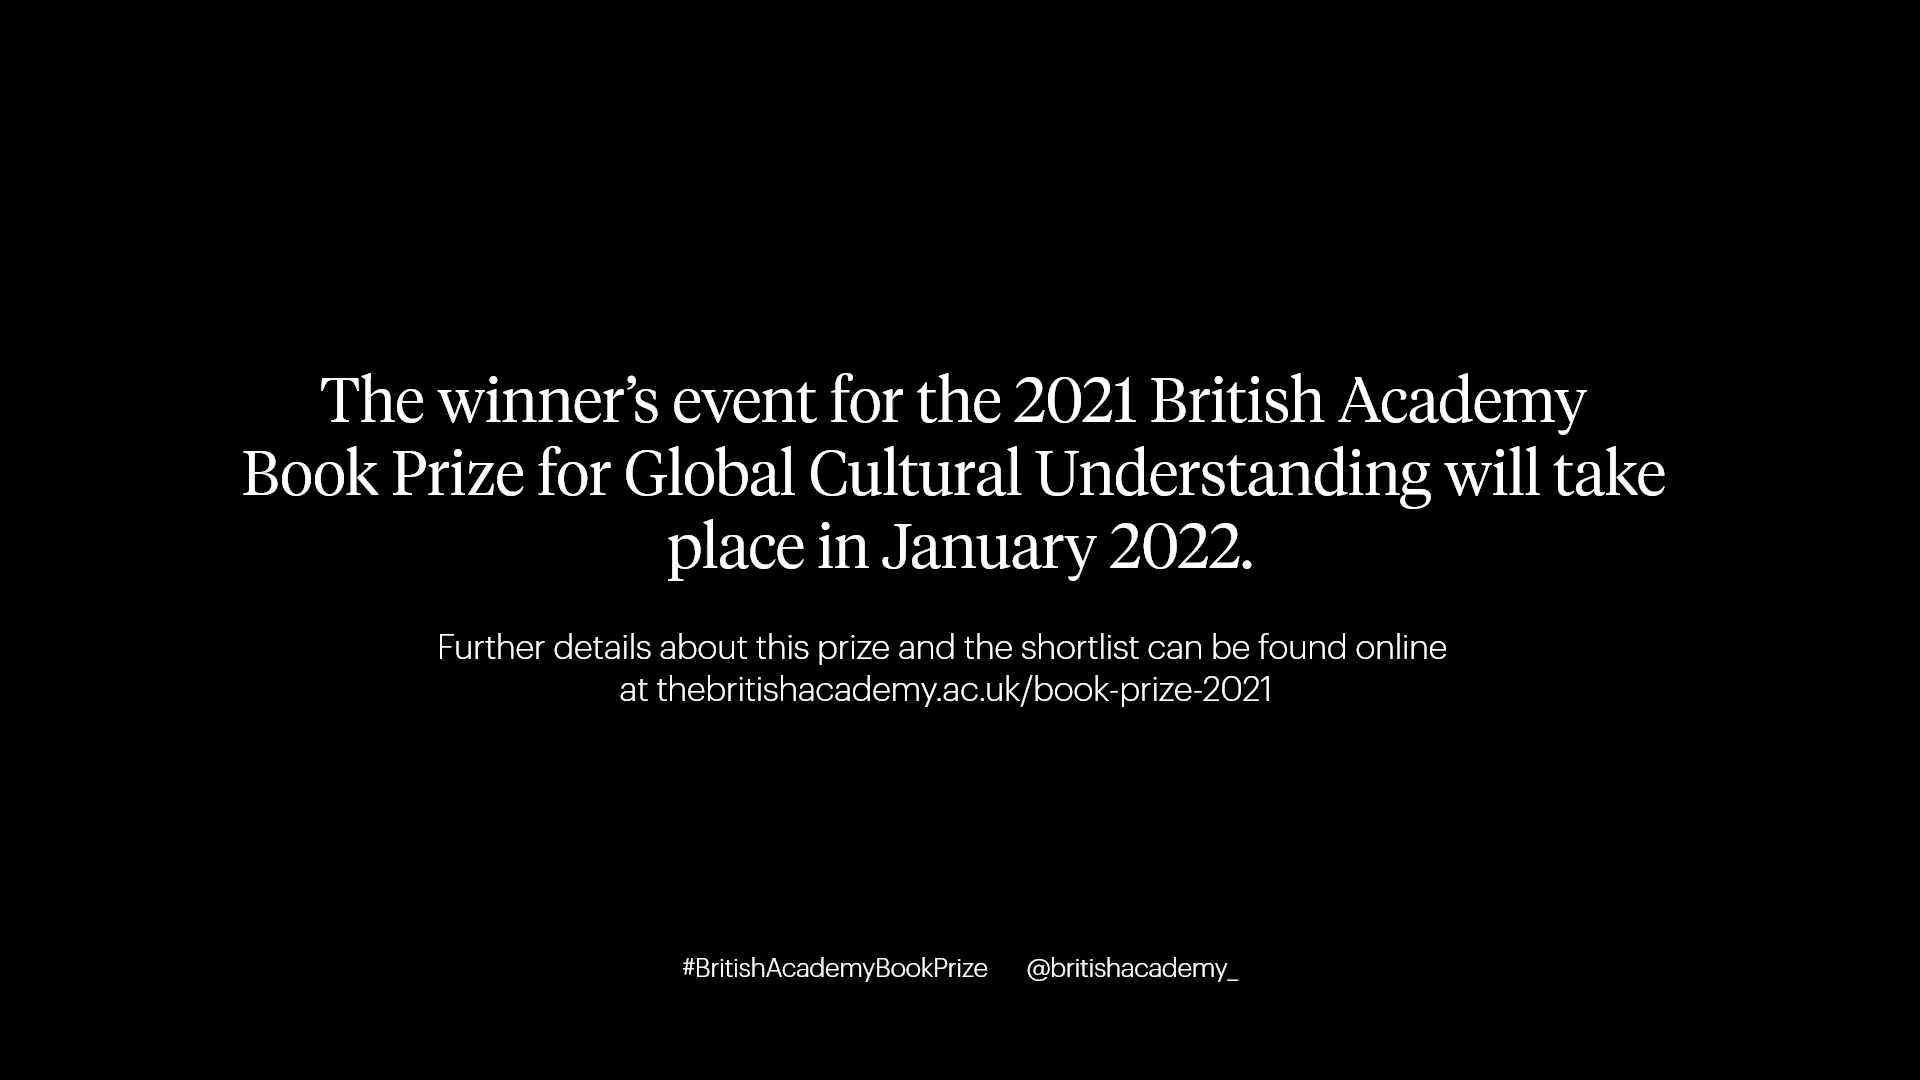 The winner’s event for the 2021 British Academy
Book Prize for Global Cultural Understanding will take
place in January 2022.
Further details about this prize and the shortlist can be found online
at thebritishacademy.ac.uk/book-prize-2021
#BritishAcademyBookPrize @britishacademy_